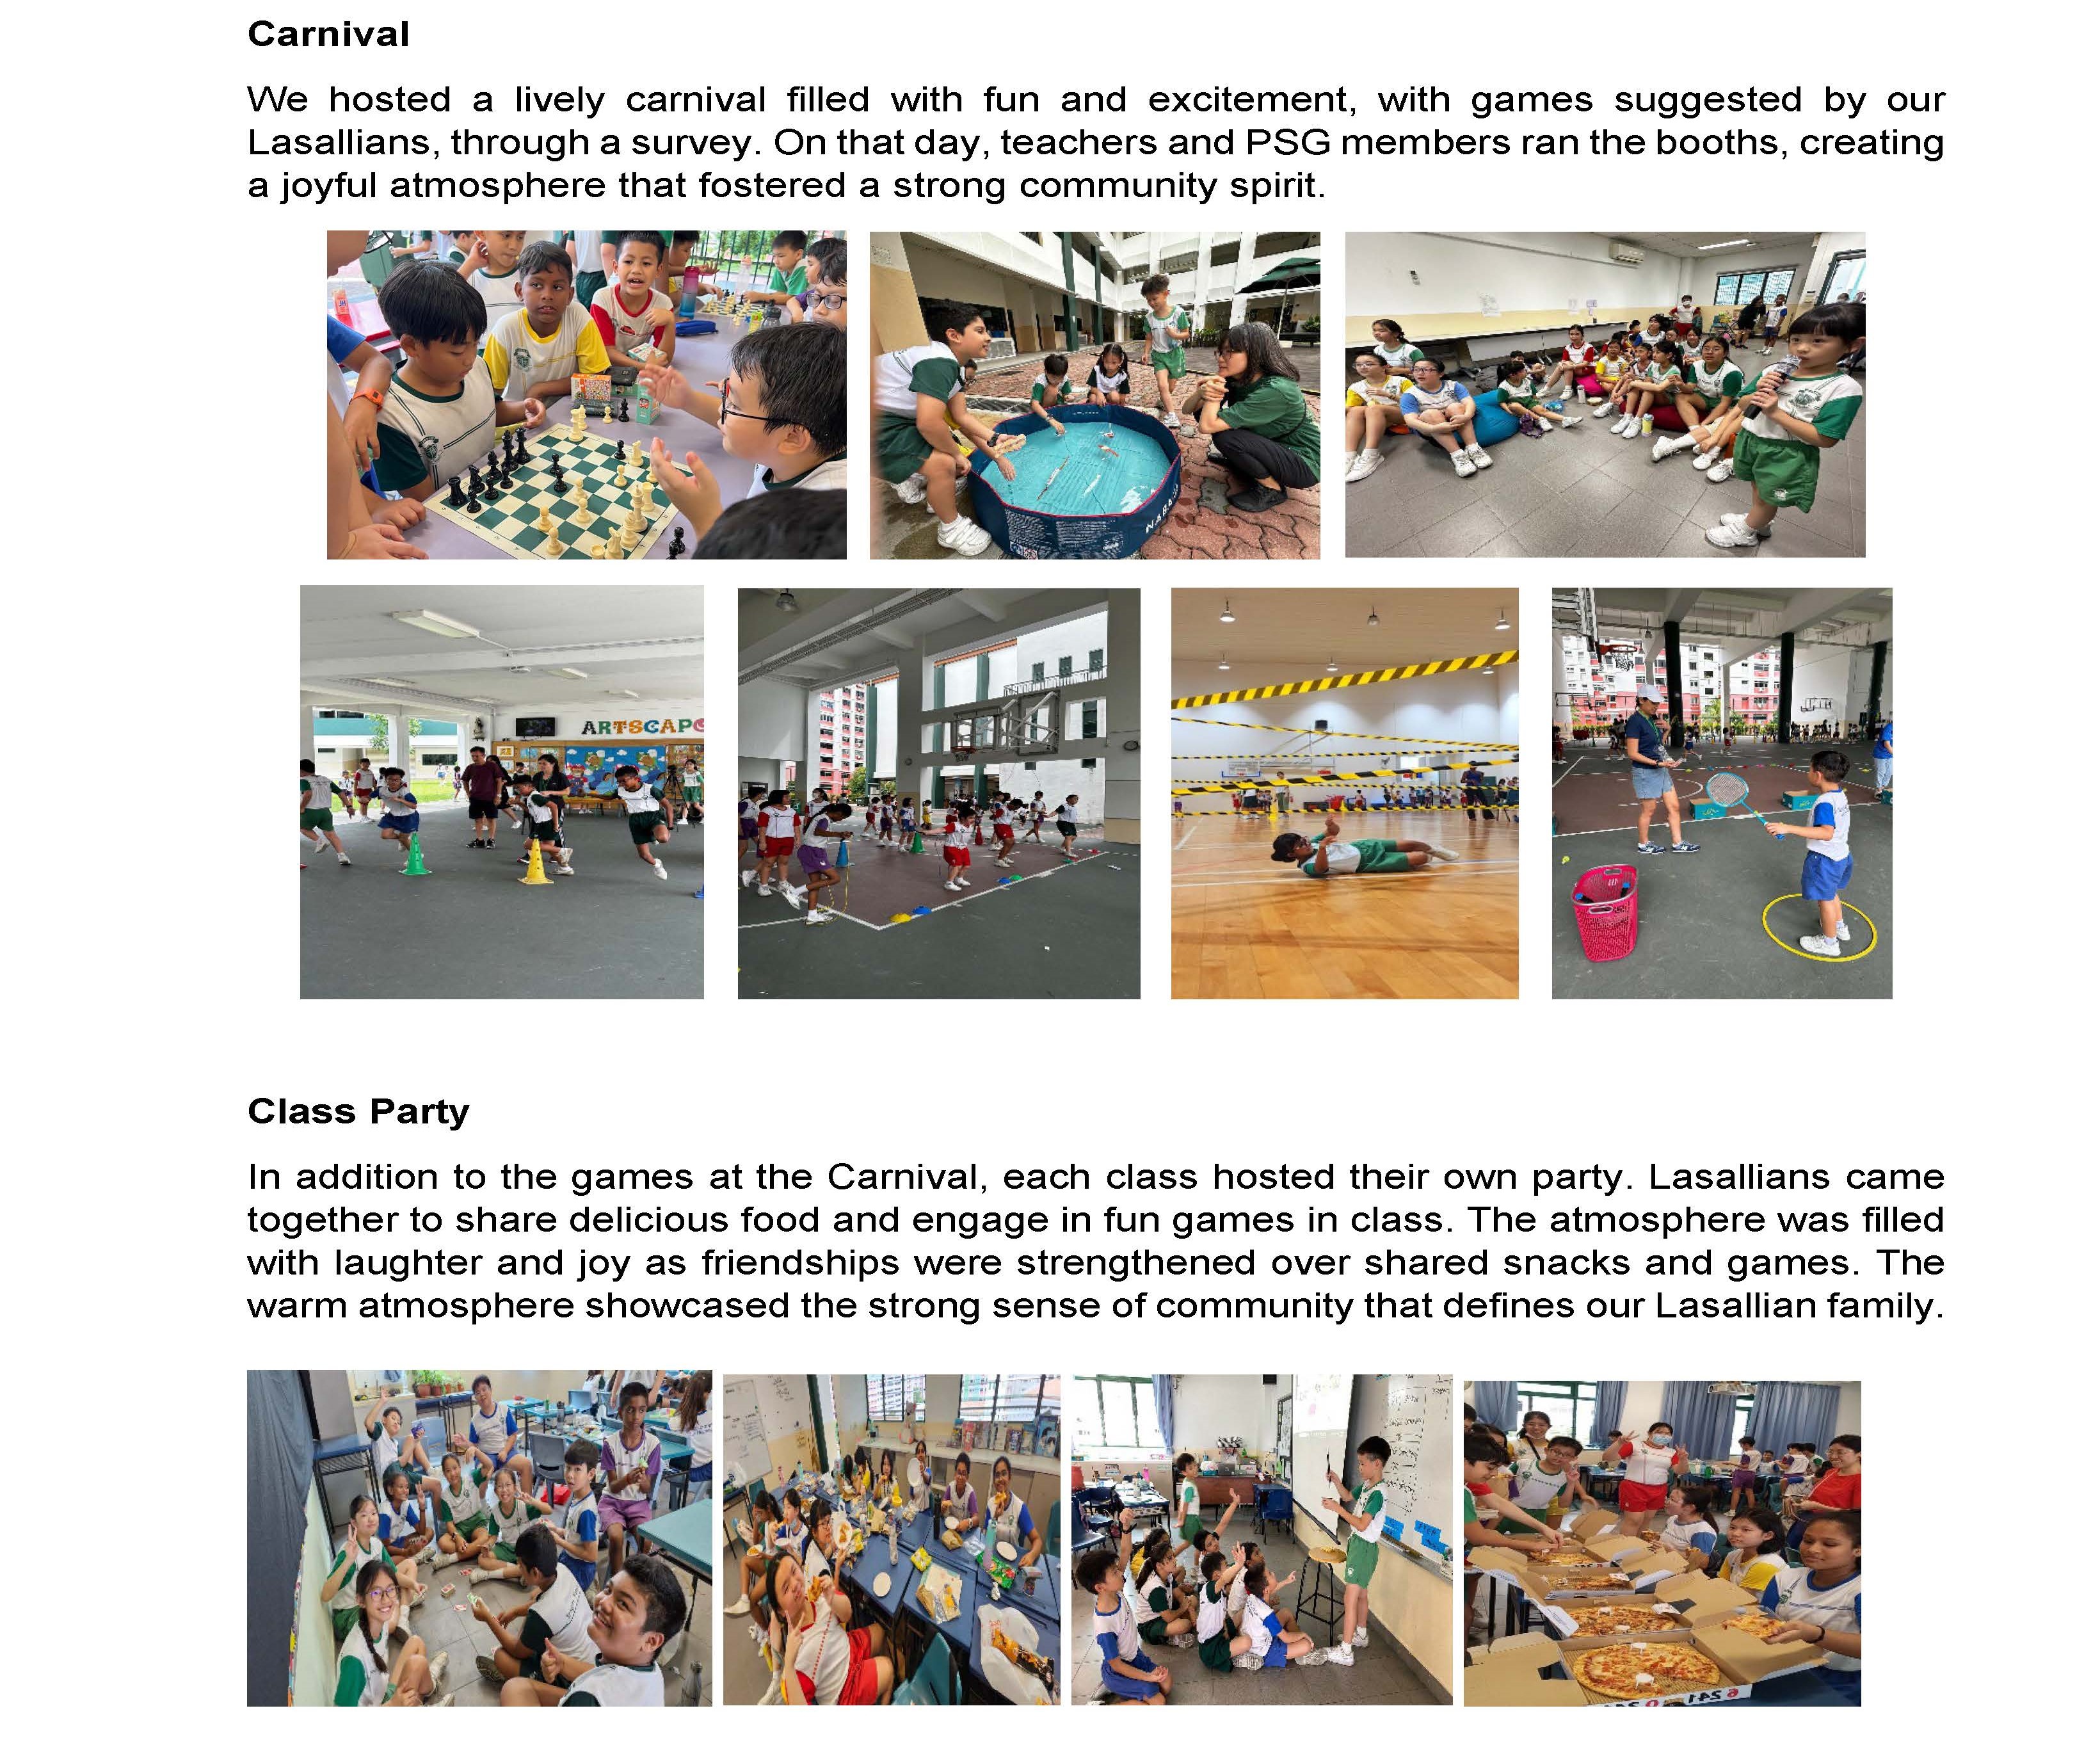 Carnival
We hosted a lively carnival filled with fun and excitement, with games suggested by our
Lasallians, through a survey. On that day, teachers and PSG members ran the booths, creating
a joyful atmosphere that fostered a strong community spirit.
ARTSCAP
Class Party
In addition to the games at the Carnival, each class hosted their own party. Lasallians came
together to share delicious food and engage in fun games in class. The atmosphere was filled
with laughter and joy as friendships were strengthened over shared snacks and games. The
warm atmosphere showcased the strong sense of community that defines our Lasallian family.